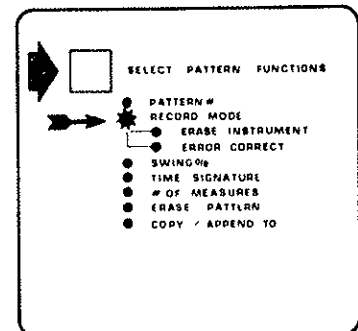 SELECT PATTERN FUNCTIONS
PATTERN#
RECORD MODE
ERASE INSTRUMENT
ERROR CORRECT
SWING%
TIME SIGNATURE
# OF MEASURES
ERASE PATTERN
COPY / APPEND TO